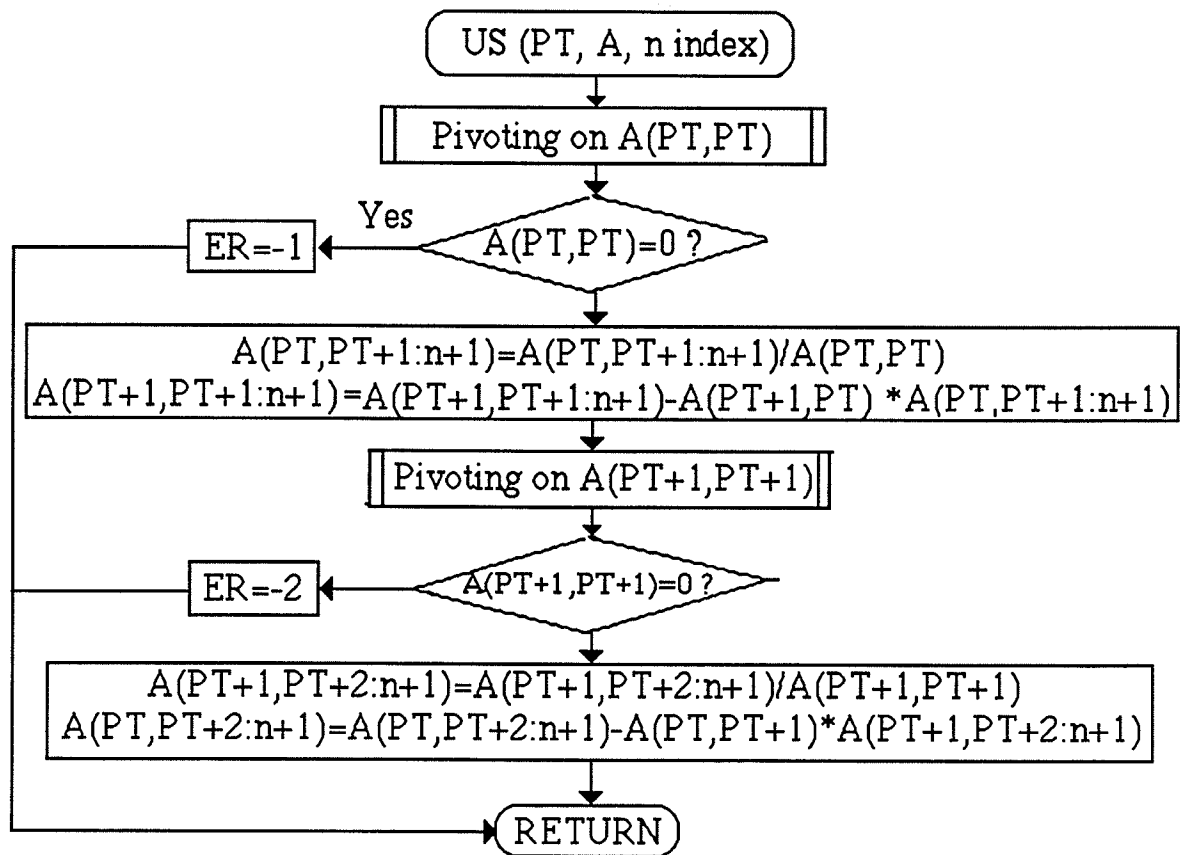 US (PT, A, n index)
Pivoting on A(PT,PT)
Yes
ER=-1
A(PT,PT)=0 ?
A(PT,PT+1:n+1)=A(PT,PT+1:n+1)/A(PT,PT)
A(PT+1,PT+1:n+1)=A(PT+1,PT+1:n+1)-A(PT+1,PT) *A(PT,PT+1:n+1)
Pivoting on A(PT+1,PT+1)
ER=-2
A(PT+1,PT+1)=0 ?
A(PT+1,PT+2:n+1)=A(PT+1,PT+2:n+1)/A(PT+1,PT+1)
A(PT,PT+2:n+1)=A(PT,PT+2:n+1)-A(PT,PT+1)*A(PT+1,PT+2:n+1)
RETURN